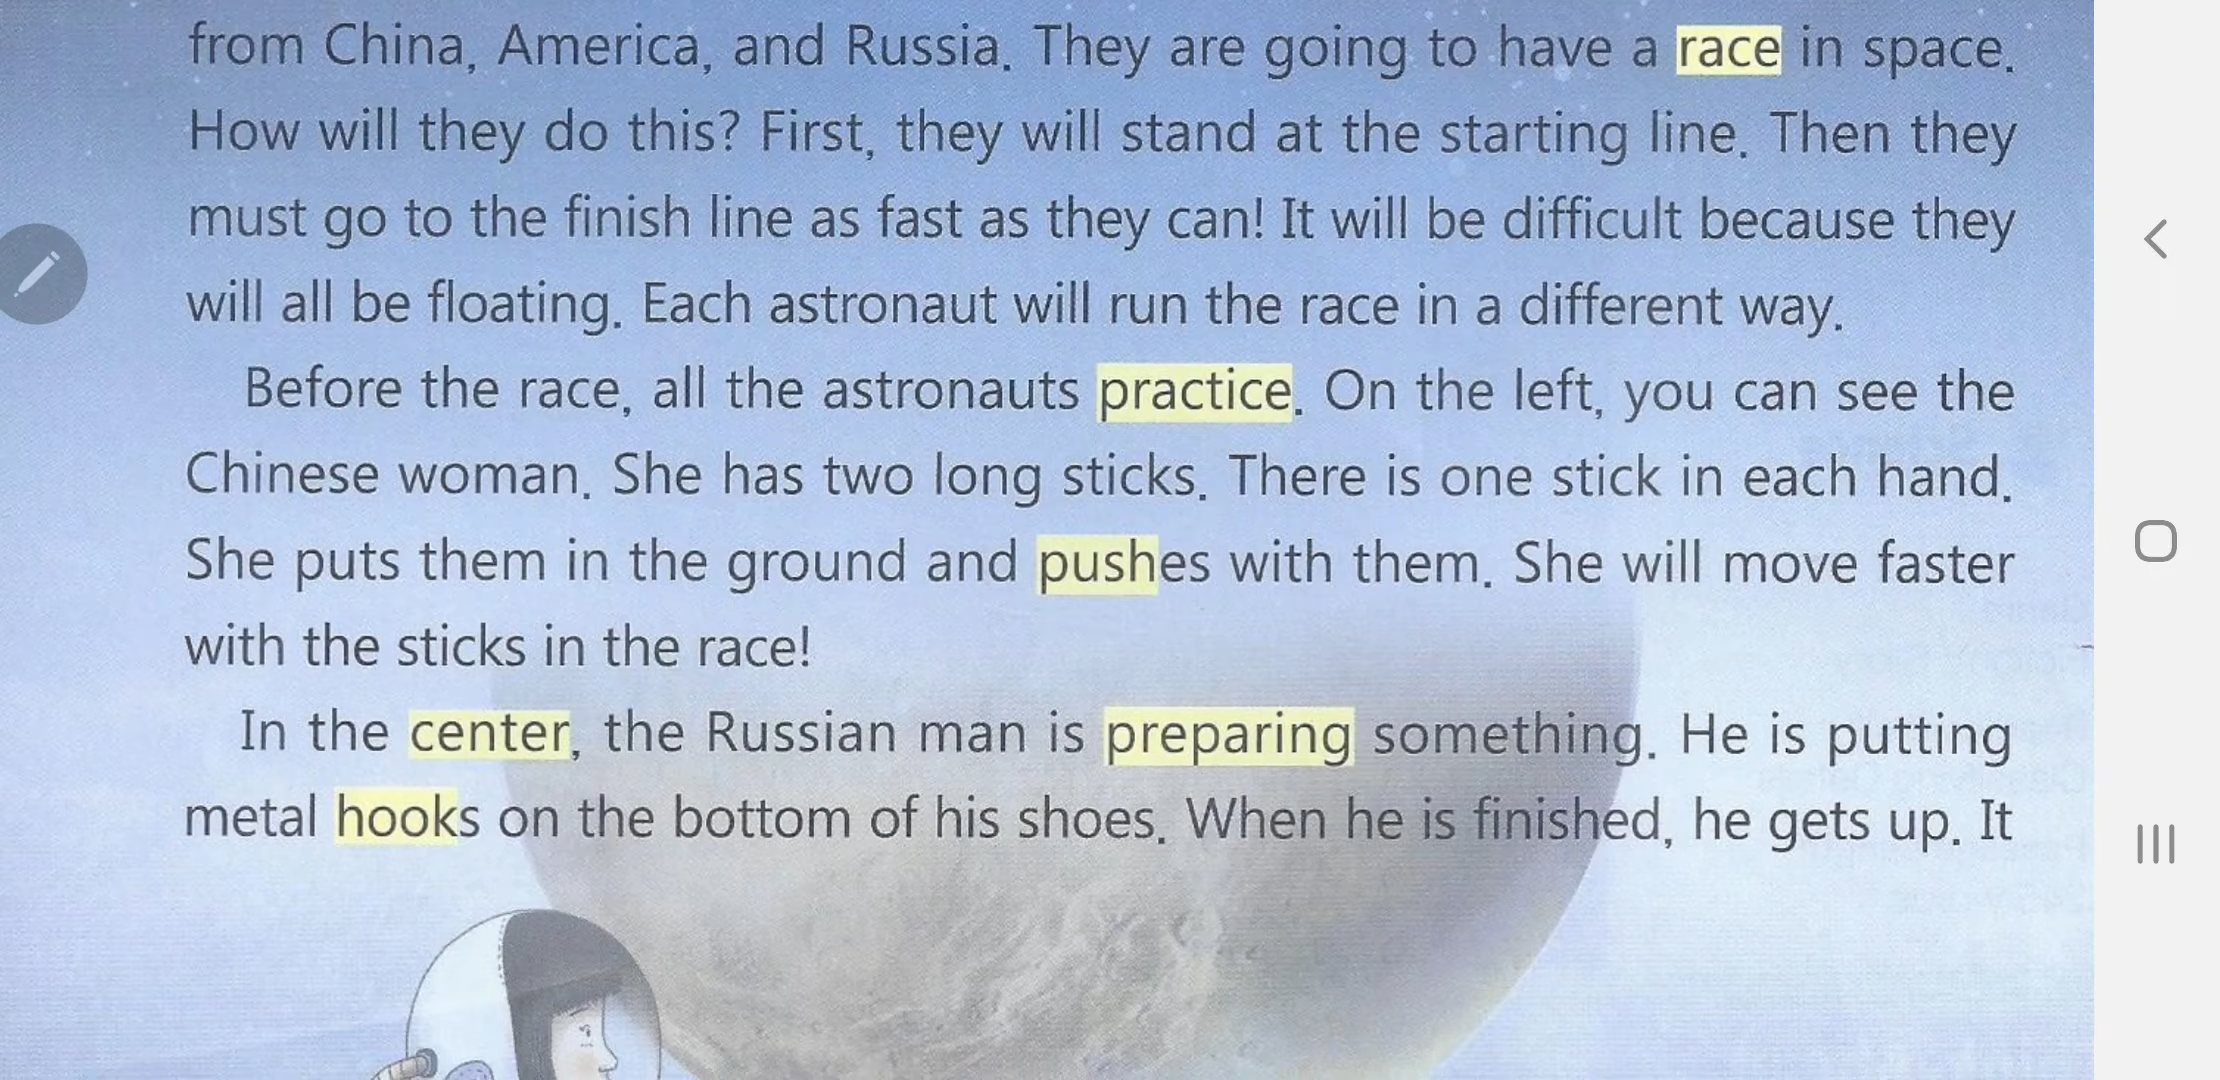 from China, America, and Russia. They are going to have a race in space.
How will they do this? First, they will stand at the starting line. Then they
must go to the finish line as fast as they can! It will be difficult because they
will all be floating. Each astronaut will run the race in a different way.
Before the race, all the astronauts practice. On the left, you can see the
Chinese woman. She has two long sticks. There is one stick in each hand.
She puts them in the ground and pushes with them. She will move faster
with the sticks in the race!
In the center, the Russian man is preparing something. He is putting
metal hooks on the bottom of his shoes. When he is finished, he gets up. It